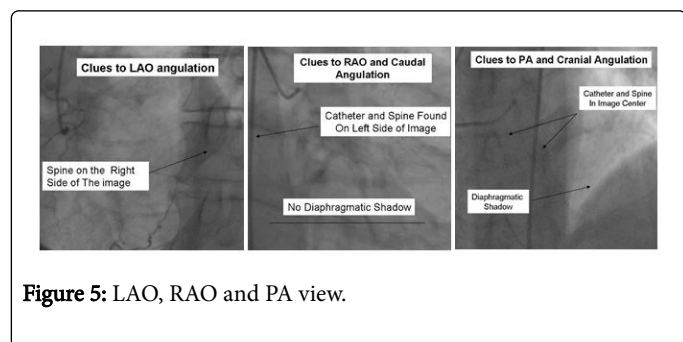 Clues to LAO angulation
Spine on the Right
Side of The image
Clues to RAO and Caudal
Angulation
Catheter and Spine Found
On Left Side of Image
No Diaphragmatic Shadow
Clues to PA and Cranial Angulation
Catheter and Spine
In Image Center
Diaphragmatic
Shadow
Figure 5: LAO, RAO and PA view.